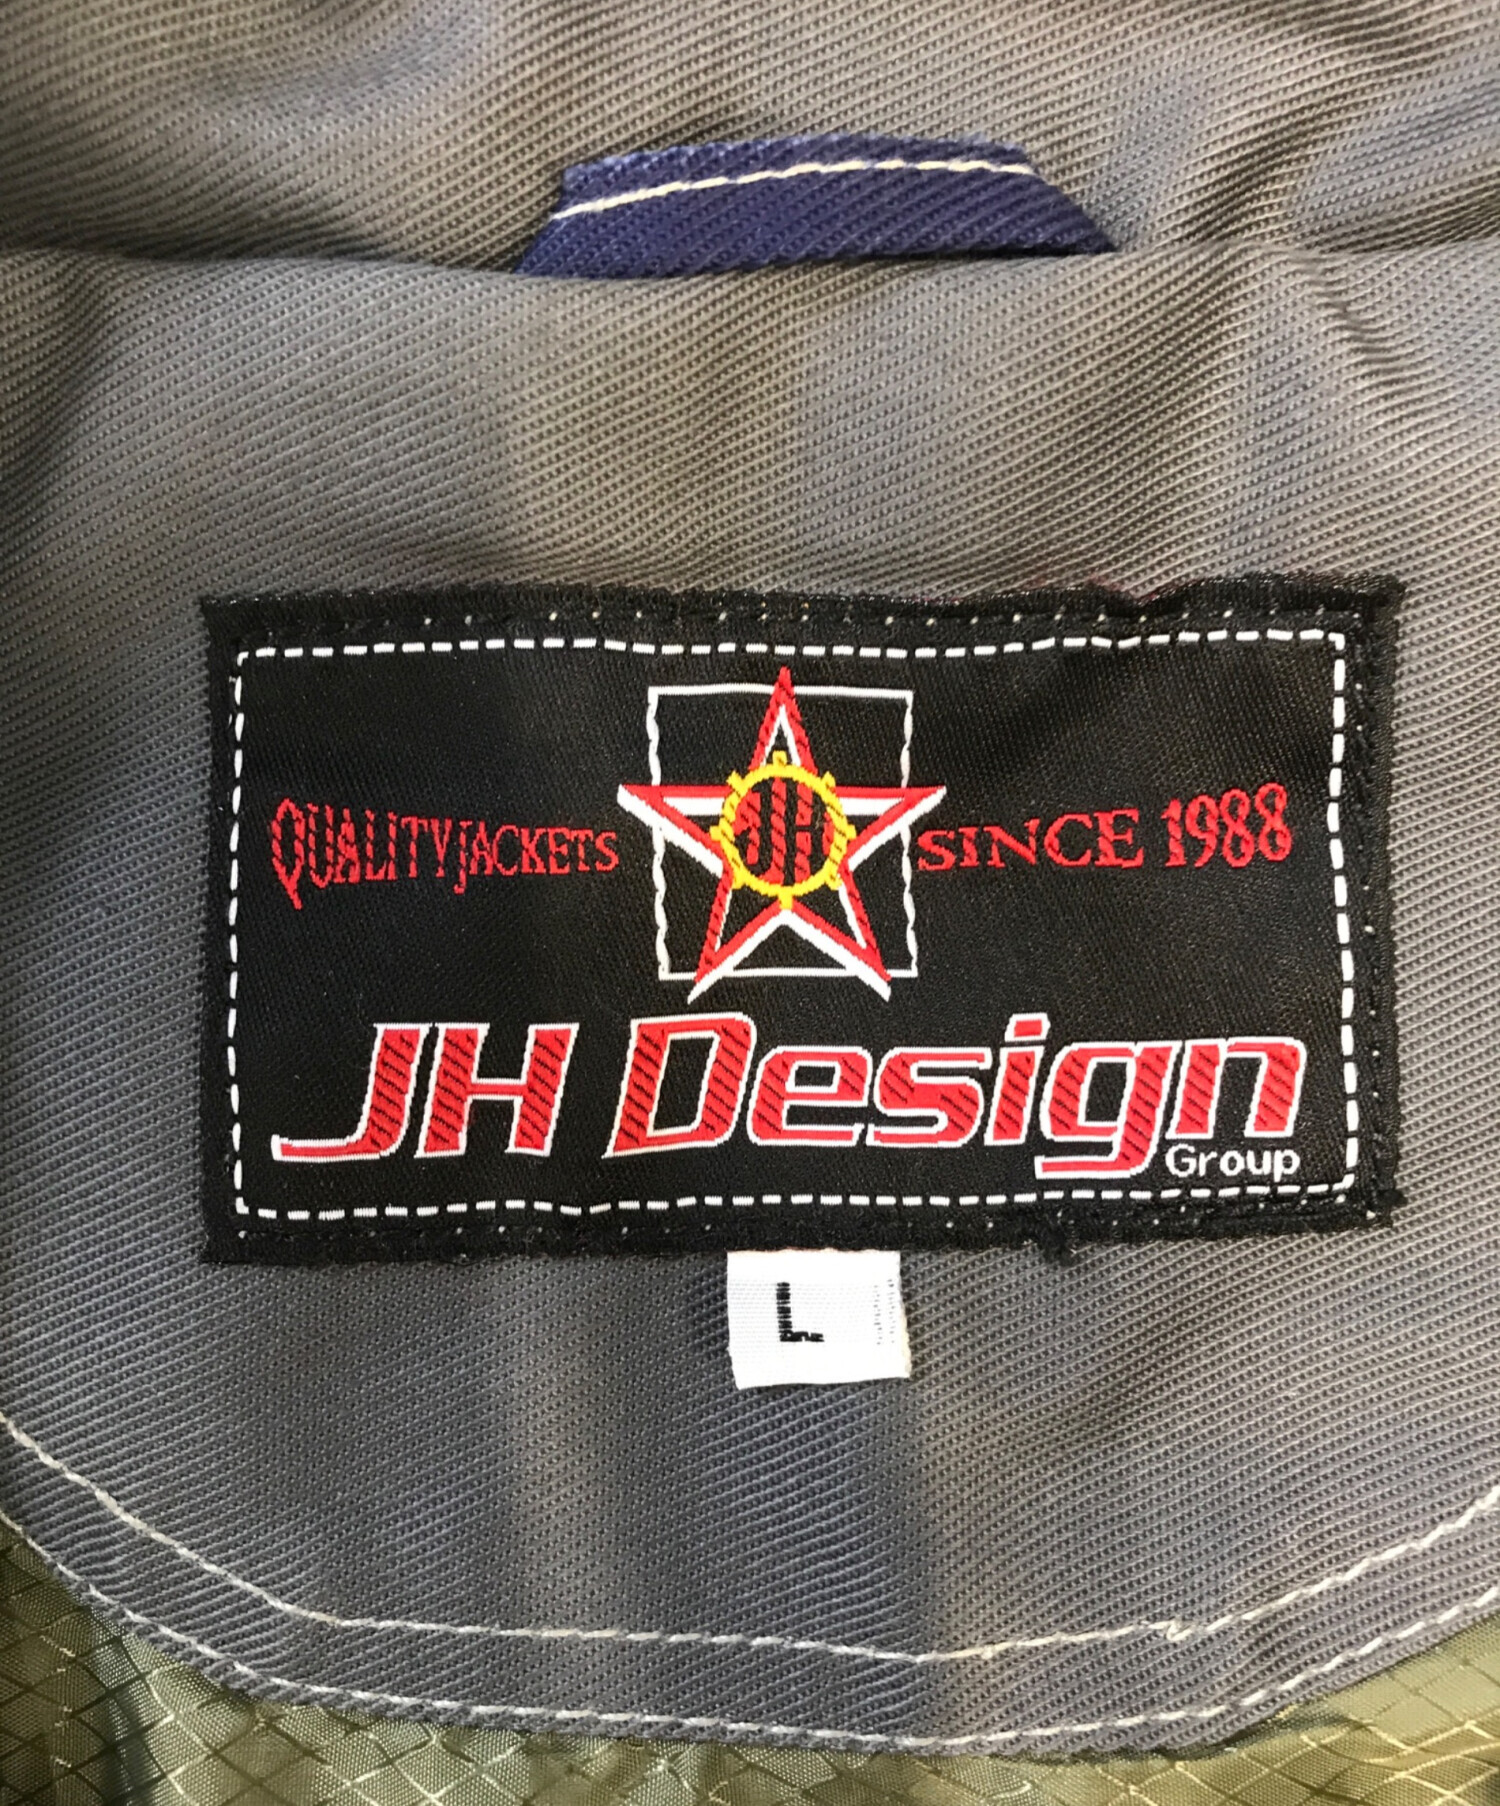 QUALITY JACKETS JH SINCE 1988
JH Design
Group
L